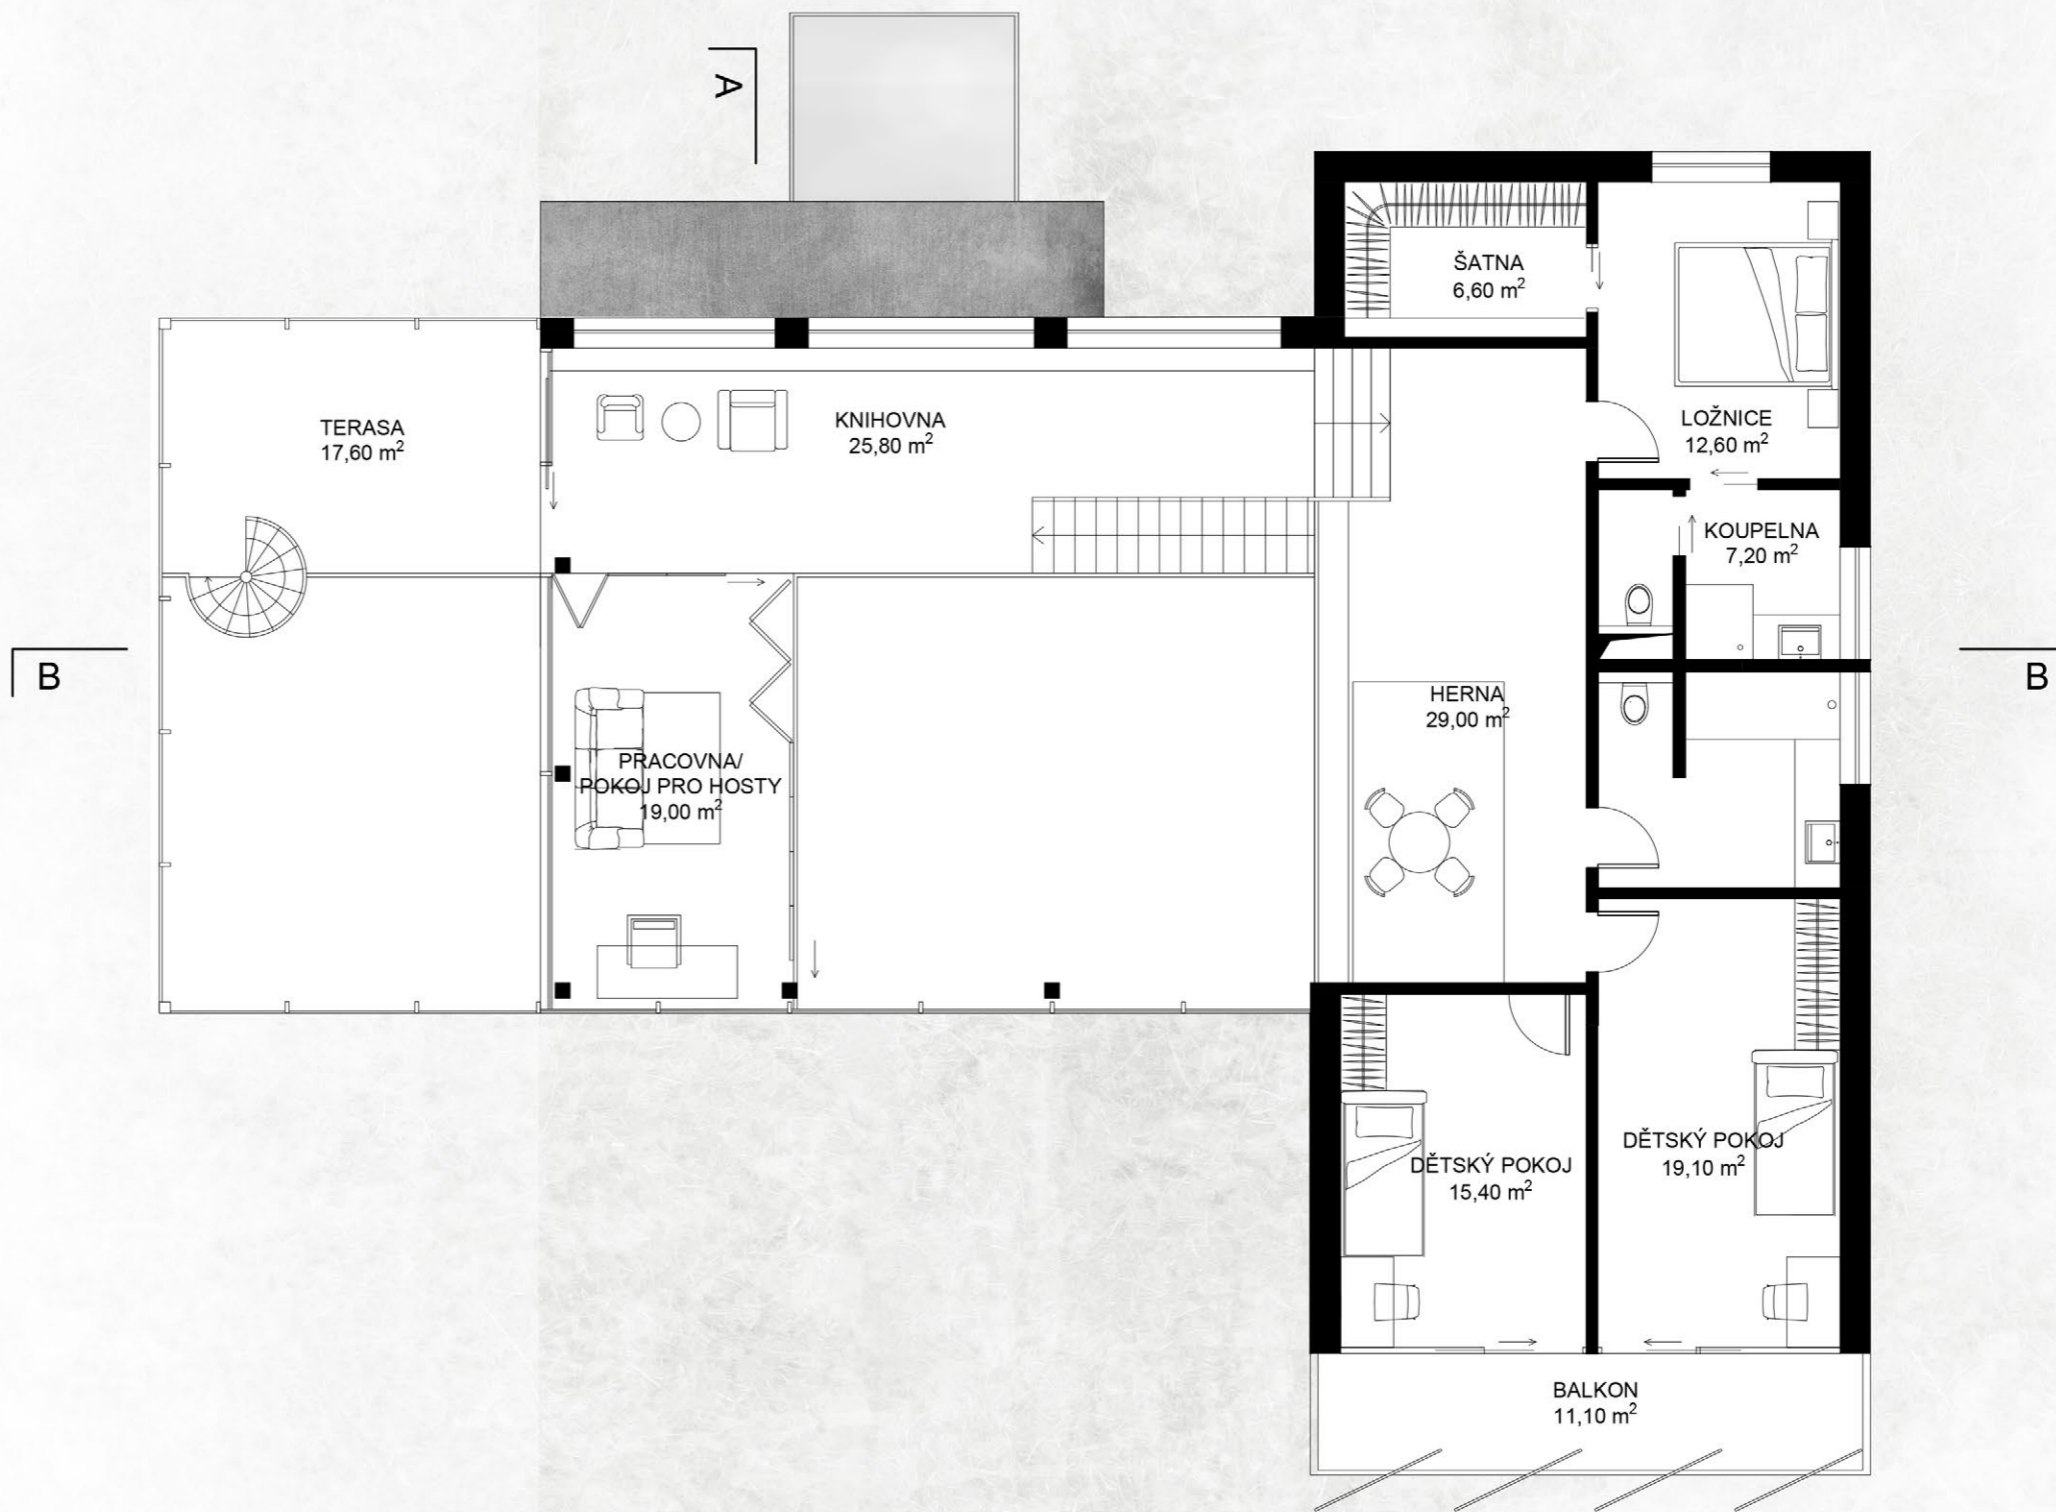 A
ŠATNA
6,60 m²
TERASA
17,60 m²
KNIHOVNA
25,80 m²
LOŽNICE
12,60 m²
KOUPELNA
7,20 m²
B
B
HERNA
29,00 m²
PRACOVNA/
POKOJ PRO HOSTY
19,00 m²
DĚTSKÝ POKOJ
15,40 m²
DĚTSKÝ POKOJ
19,10 m²
BALKON
11,10 m²